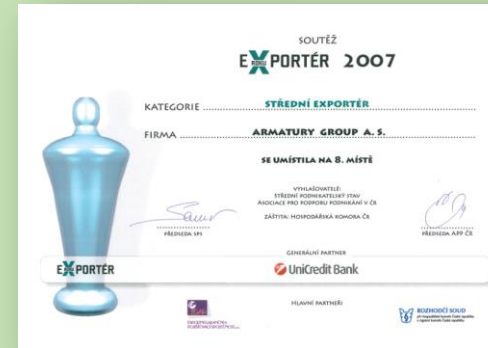 SOUTĚŽ
EXPORTÉR ROKU 2007
KATEGORIE STŘEDNÍ EXPORTÉR
FIRMA ARMATURY GROUP A. S.
SE UMÍSTILA NA 8. MÍSTĚ
VYHLAŠOVATELÉ:
STŘEDNÍ PODNIKATELSKÝ STAV
ASOCIACE PRO PODPORU PODNIKÁNÍ V ČR
ZÁŠTITA: HOSPODÁŘSKÁ KOMORA ČR
PŘEDSEDA SPS
PŘEDSEDA APP ČR
GENERÁLNÍ PARTNER
EXPORTÉR
UniCredit Bank
HLAVNÍ PARTNEŘI
EGAP
ROZHODČÍ SOUD